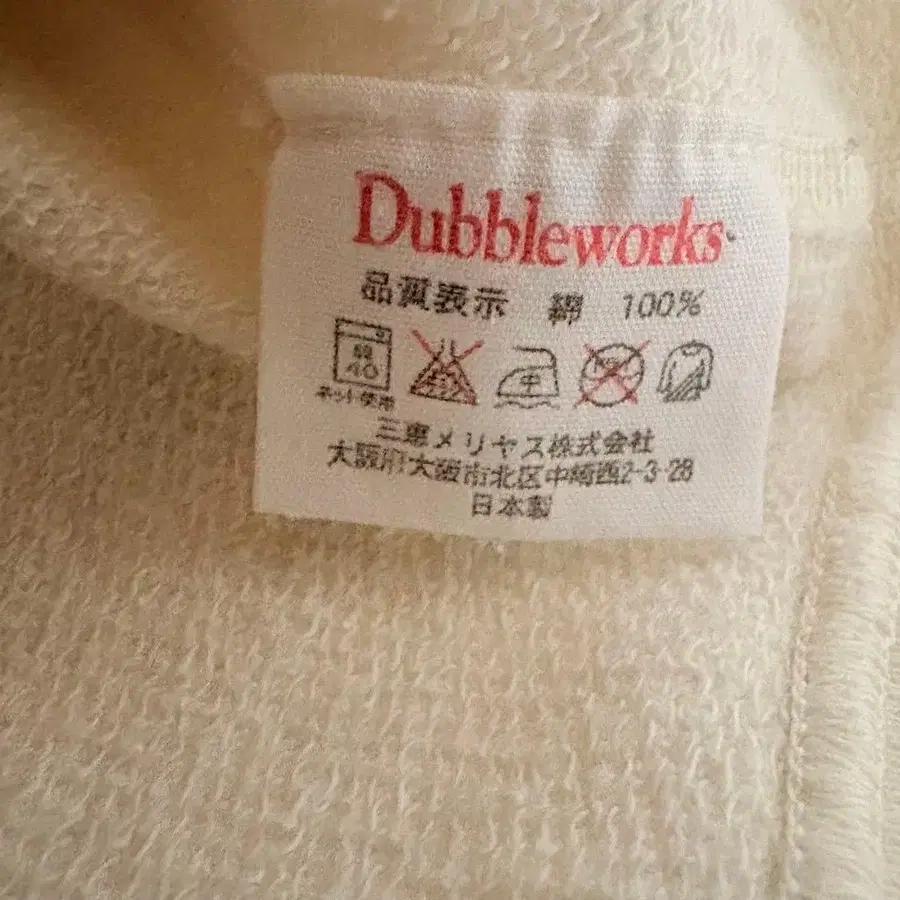 Dubbleworks
品質表示 綿 100%
40 中
ネット使用
三恵メリヤス株式会社
大阪府大阪市北区中崎西2-3-28
日本製